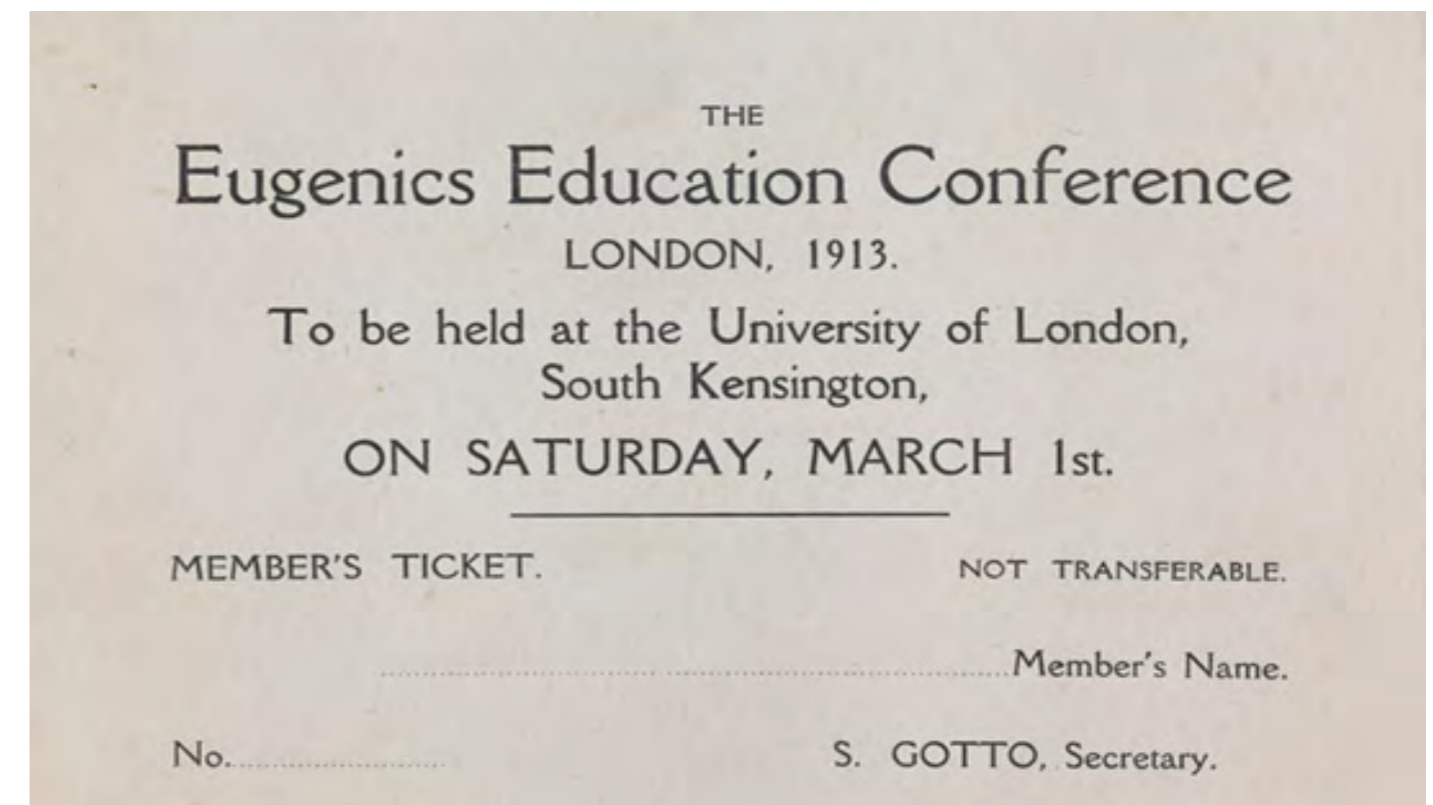 THE
Eugenics Education Conference
LONDON, 1913.
To be held at the University of London,
South Kensington,
ON SATURDAY, MARCH 1st.
MEMBER'S TICKET. NOT TRANSFERABLE.
Member's Name.
No. S. GOTTO, Secretary.